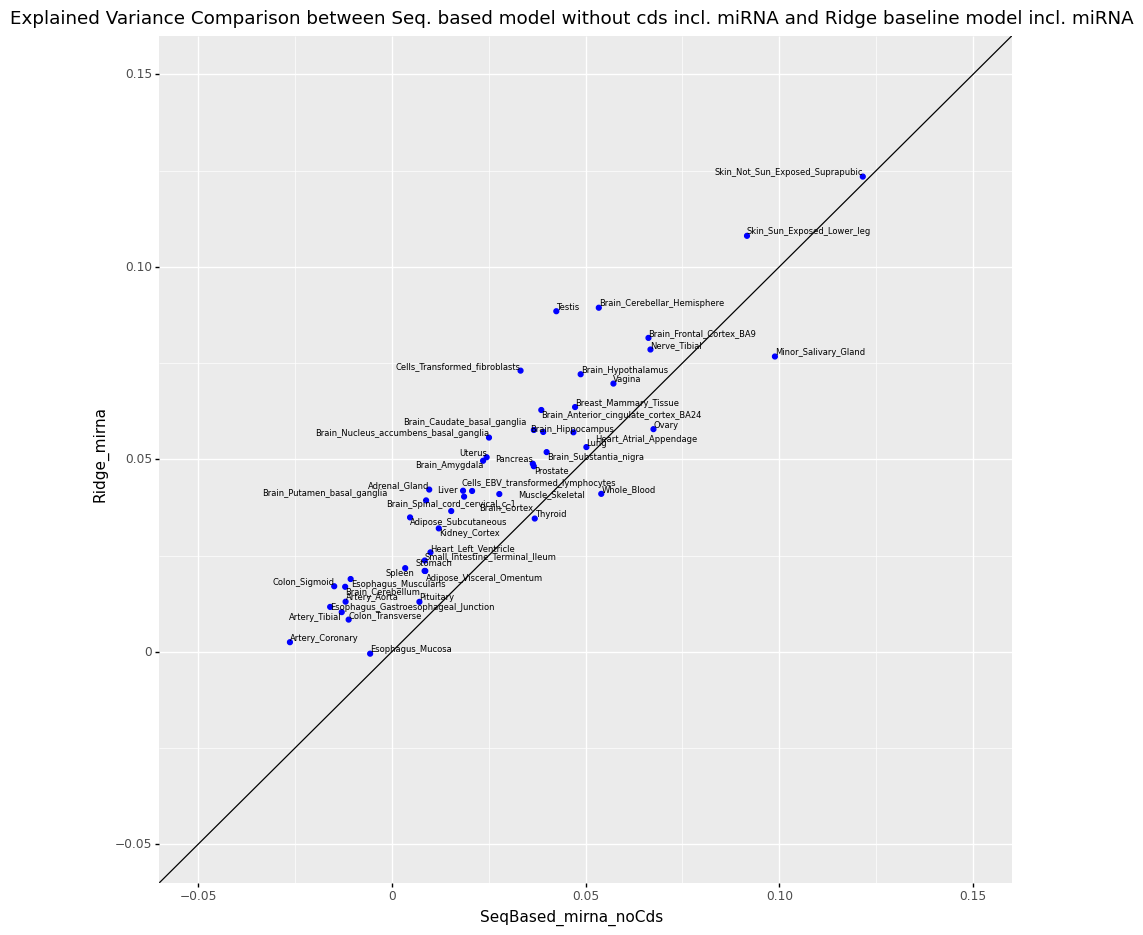 Explained Variance Comparison between Seq. based model without cds incl. miRNA and Ridge baseline model incl. miRNA
0.15
Skin_Not_Sun_Exposed_Suprapubic
Skin_Sun_Exposed_Lower_leg
0.10
Testis
Brain_Cerebellar_Hemisphere
Brain_Frontal_Cortex_BA9
Nerve_Tibial
Minor_Salivary_Gland
Cells_Transformed_fibroblasts
Brain_Hypothalamus
Vagina
Breast_Mammary_Tissue
Brain_Anterior_cingulate_cortex_BA24
Brain_Caudate_basal_ganglia
Brain_Hippocampus
Ovary
Brain_Nucleus_accumbens_basal_ganglia
Heart_Atrial_Appendage
Lung
Uterus
Pancreas
Brain_Substantia_nigra
0.05
Brain_Amygdala
Prostate
Adrenal_Gland
Liver
Cells_EBV_transformed_lymphocytes
Brain_Putamen_basal_ganglia
Muscle_Skeletal
Whole_Blood
Brain_Spinal_cord_cervical_c-1
Brain_Cortex
Thyroid
Adipose_Subcutaneous
Kidney_Cortex
Heart_Left_Ventricle
Small_Intestine_Terminal_Ileum
Stomach
Spleen
Adipose_Visceral_Omentum
Colon_Sigmoid
Esophagus_Muscularis
Brain_Cerebellum
Artery_Aorta
Pituitary
Esophagus_Gastroesophageal_Junction
Artery_Tibial
Colon_Transverse
Artery_Coronary
Esophagus_Mucosa
0
−0.05
−0.05
0
0.05
0.10
0.15
SeqBased_mirna_noCds
Ridge_mirna